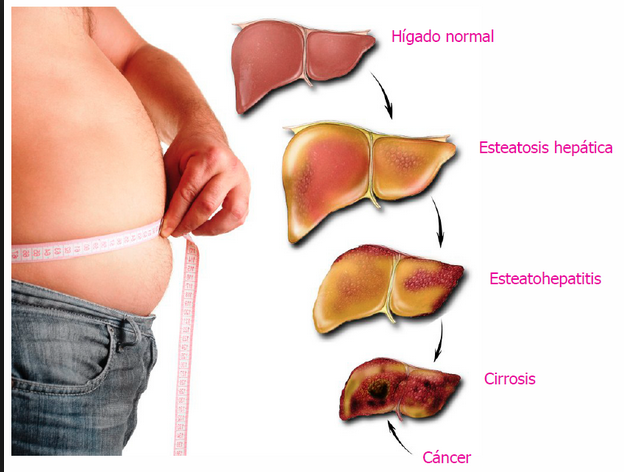 Hígado normal
Esteatosis hepática
Esteatohepatitis
Cirrosis
Cáncer